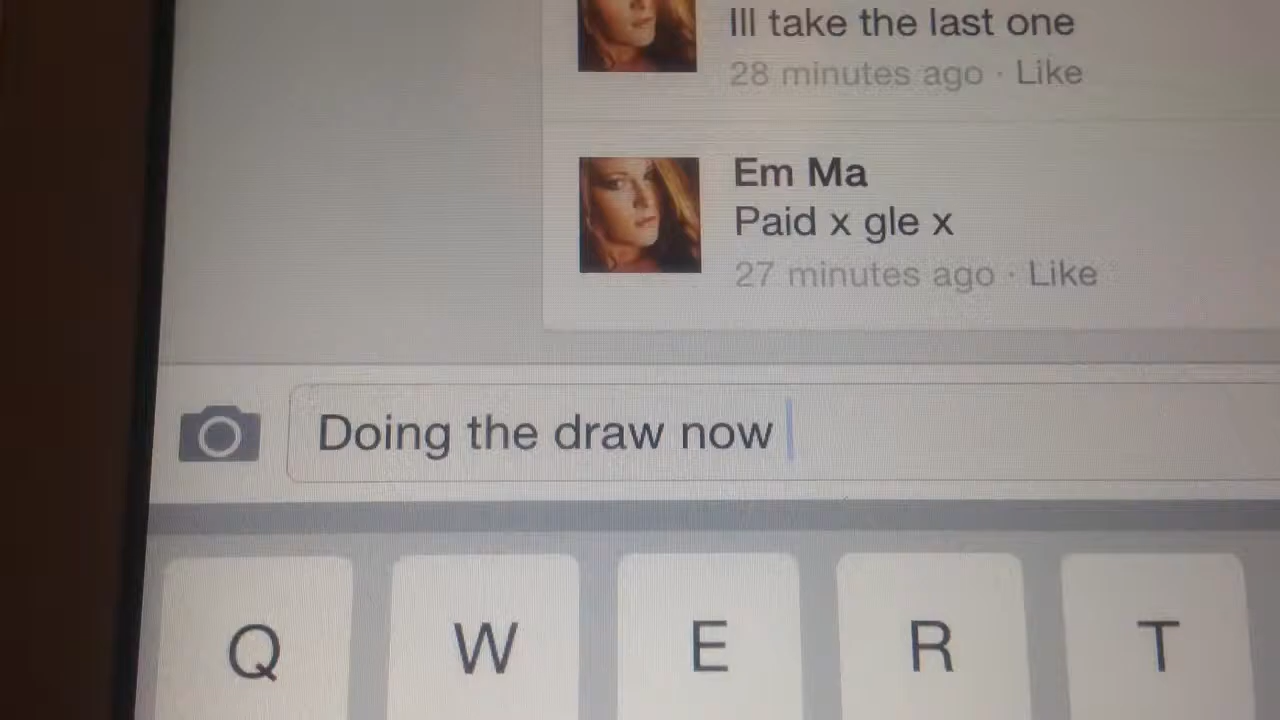 Ill take the last one
28 minutes ago · Like
Em Ma
Paid x gle x
27 minutes ago · Like
Doing the draw now
Q W E R T